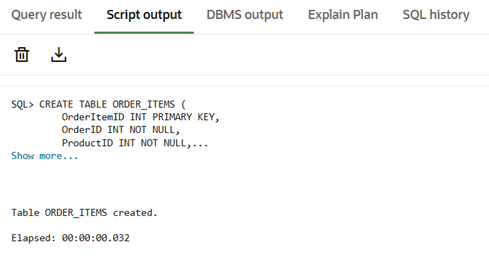 Query result Script output DBMS output Explain Plan SQL history
SQL> CREATE TABLE ORDER_ITEMS (
OrderItemID INT PRIMARY KEY,
OrderID INT NOT NULL,
ProductID INT NOT NULL,...
Show more...
Table ORDER_ITEMS created.
Elapsed: 00:00:00.032